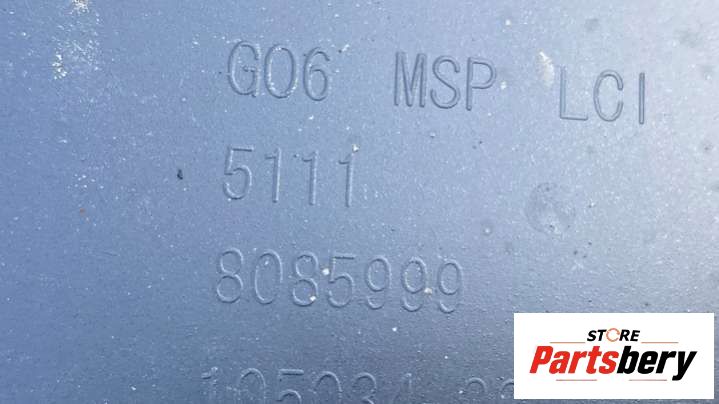 G06 MSP LCI
5111
8085999
STORE
Partsbery